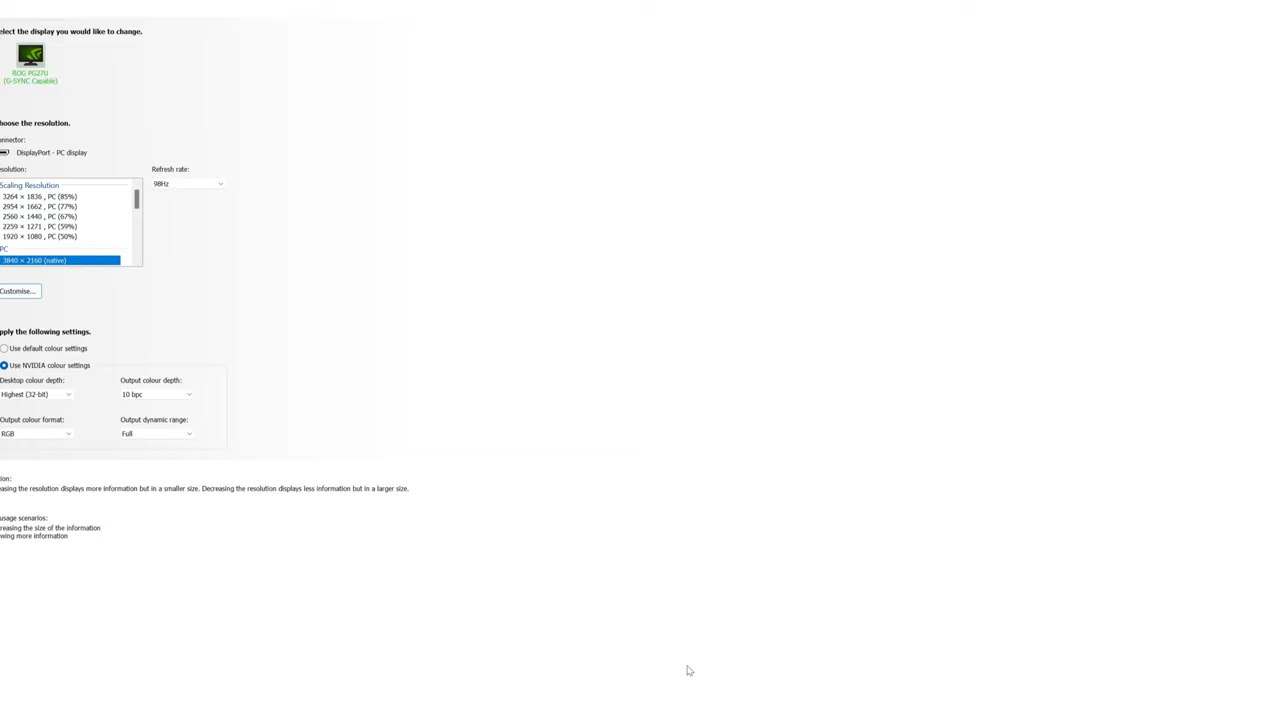 elect the display you would like to change.
ROG PG27U
(G-SYNC Capable)
hoose the resolution.
onnector:
DisplayPort - PC display
esolution:
Refresh rate:
98Hz
Scaling Resolution
3264 × 1836 , PC (85%)
2954 × 1662 , PC (77%)
2560 × 1440 , PC (67%)
2259 × 1271 , PC (59%)
1920 × 1080 , PC (50%)
PC
3840 × 2160 (native)
Customise...
pply the following settings.
Use default colour settings
Use NVIDIA colour settings
Desktop colour depth:
Output colour depth:
Highest (32-bit)
10 bpc
Output colour format:
Output dynamic range:
RGB
Full
ion:
easing the resolution displays more information but in a smaller size. Decreasing the resolution displays less information but in a larger size.
usage scenarios:
reasing the size of the information
wing more information